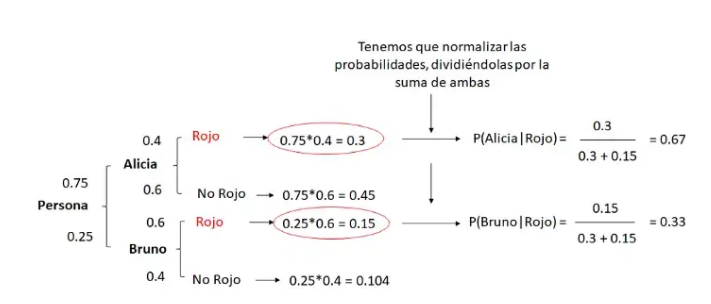 Tenemos que normalizar las
probabilidades, dividiéndolas por la
suma de ambas
0.4
Rojo
0.75*0.4 = 0.3
P(Alicia|Rojo) =
0.3
0.3 + 0.15
= 0.67
Alicia
0.75
0.6
No Rojo
0.75*0.6 = 0.45
Persona
0.6
Rojo
0.25*0.6 = 0.15
P(Bruno|Rojo) =
0.15
0.3 + 0.15
= 0.33
0.25
Bruno
0.4
No Rojo
0.25*0.4 = 0.104